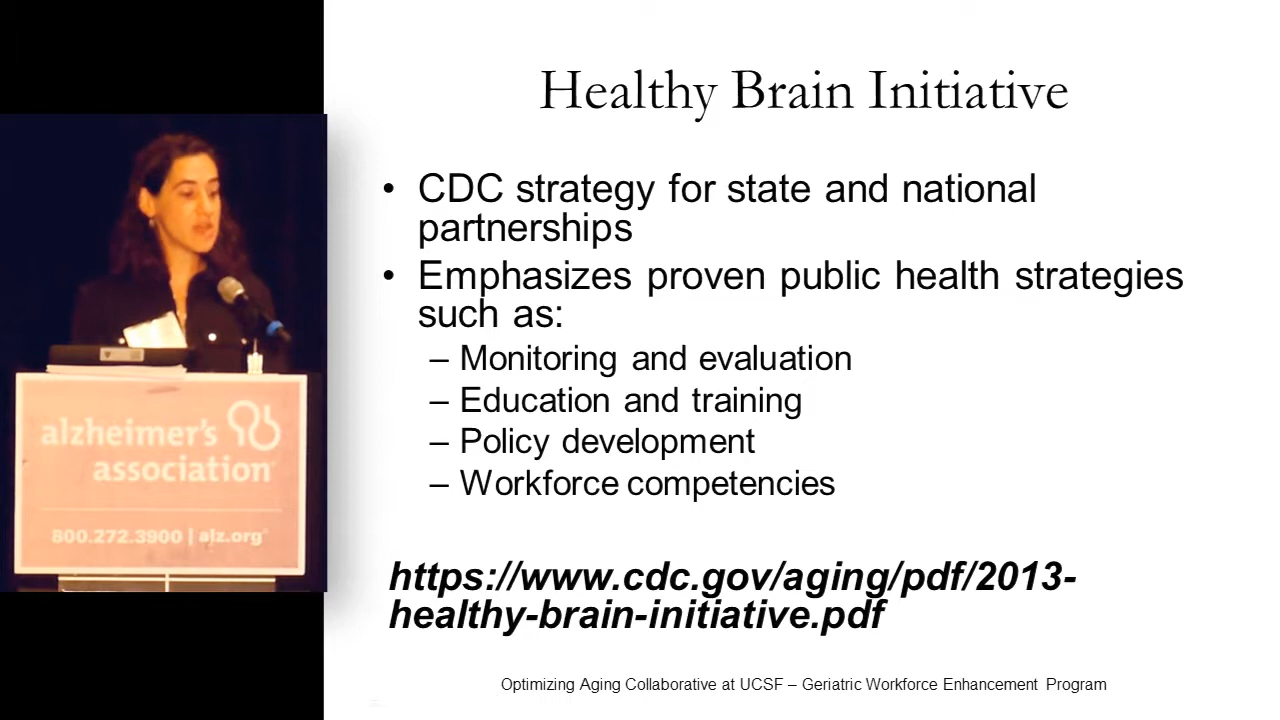 Healthy Brain Initiative
• CDC strategy for state and national
partnerships
• Emphasizes proven public health strategies
such as:
– Monitoring and evaluation
– Education and training
– Policy development
– Workforce competencies
https://www.cdc.gov/aging/pdf/2013-
healthy-brain-initiative.pdf
Optimizing Aging Collaborative at UCSF – Geriatric Workforce Enhancement Program
alzheimer's
association
800.272.3900 | alz.org